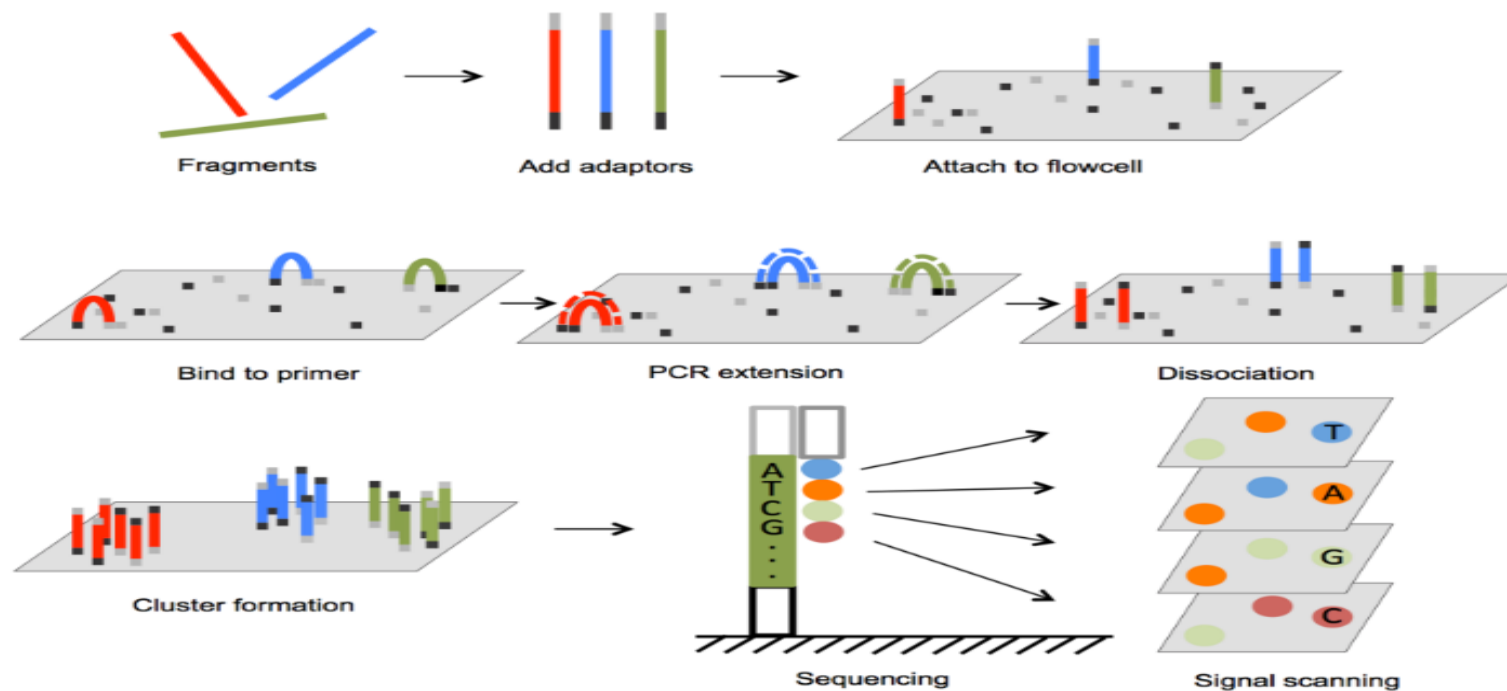 Fragments
Add adaptors
Attach to flowcell
Bind to primer
PCR extension
Dissociation
Cluster formation
A
T
C
G
.
.
.
Sequencing
T
A
G
C
Signal scanning